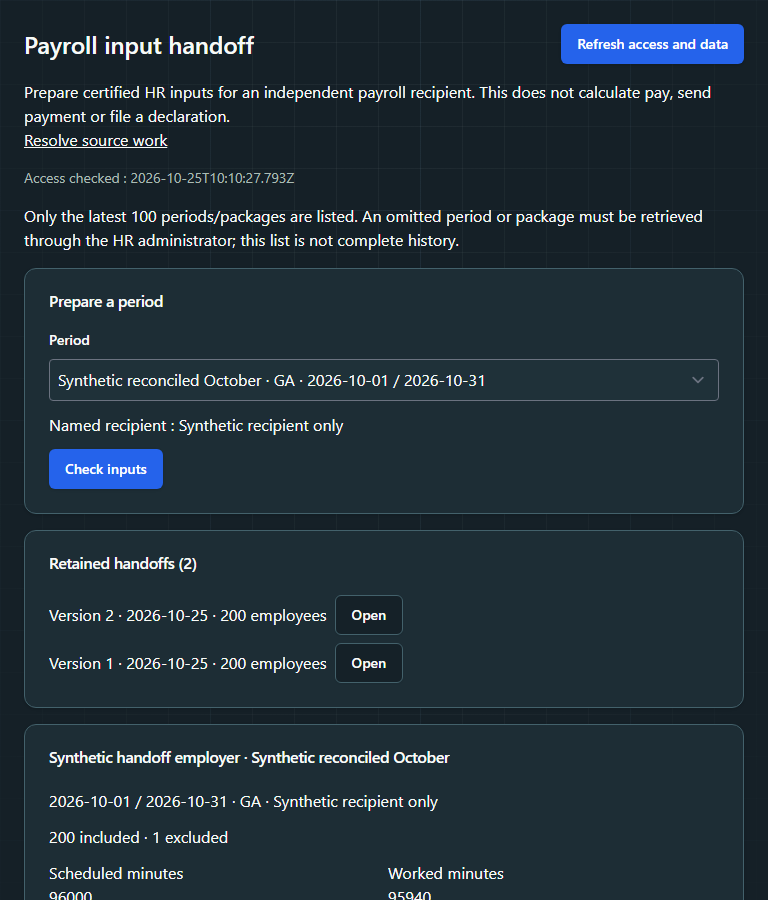 Payroll input handoff
Refresh access and data
Prepare certified HR inputs for an independent payroll recipient. This does not calculate pay, send
payment or file a declaration.
Resolve source work
Access checked : 2026-10-25T10:10:27.793Z
Only the latest 100 periods/packages are listed. An omitted period or package must be retrieved
through the HR administrator; this list is not complete history.
Prepare a period
Period
Synthetic reconciled October · GA · 2026-10-01 / 2026-10-31
Named recipient : Synthetic recipient only
Check inputs
Retained handoffs (2)
Version 2 · 2026-10-25 · 200 employees
Open
Version 1 · 2026-10-25 · 200 employees
Open
Synthetic handoff employer · Synthetic reconciled October
2026-10-01 / 2026-10-31 · GA · Synthetic recipient only
200 included · 1 excluded
Scheduled minutes
Worked minutes
96000
95940